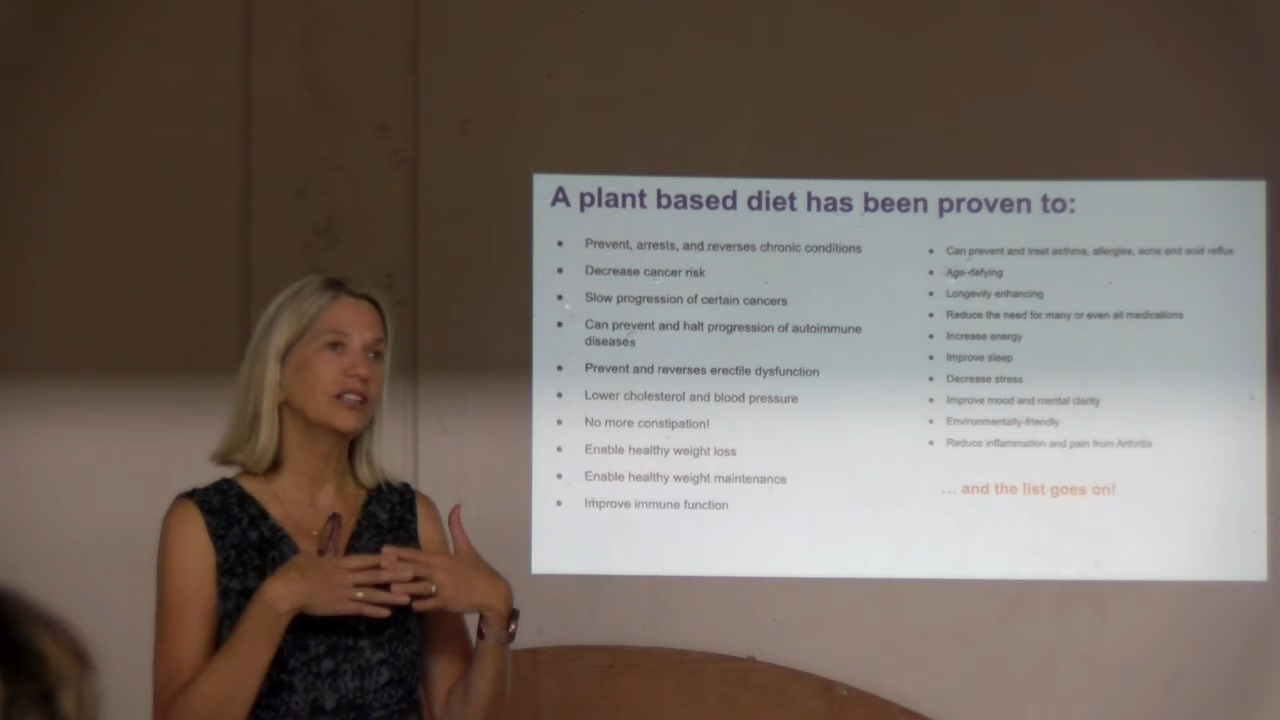 A plant based diet has been proven to:
Prevent, arrests, and reverses chronic conditions
Decrease cancer risk
Slow progression of certain cancers
Can prevent and halt progression of autoimmune
diseases
Prevent and reverses erectile dysfunction
Lower cholesterol and blood pressure
No more constipation!
Enable healthy weight loss
Enable healthy weight maintenance
Improve immune function
Can prevent and treat asthma, allergies, acne and acid reflux
Age-defying
Longevity enhancing
Reduce the need for many or even all medications
Increase energy
Improve sleep
Decrease stress
Improve mood and mental clarity
Environmentally-friendly
Reduce inflammation and pain from Arthritis
... and the list goes on!